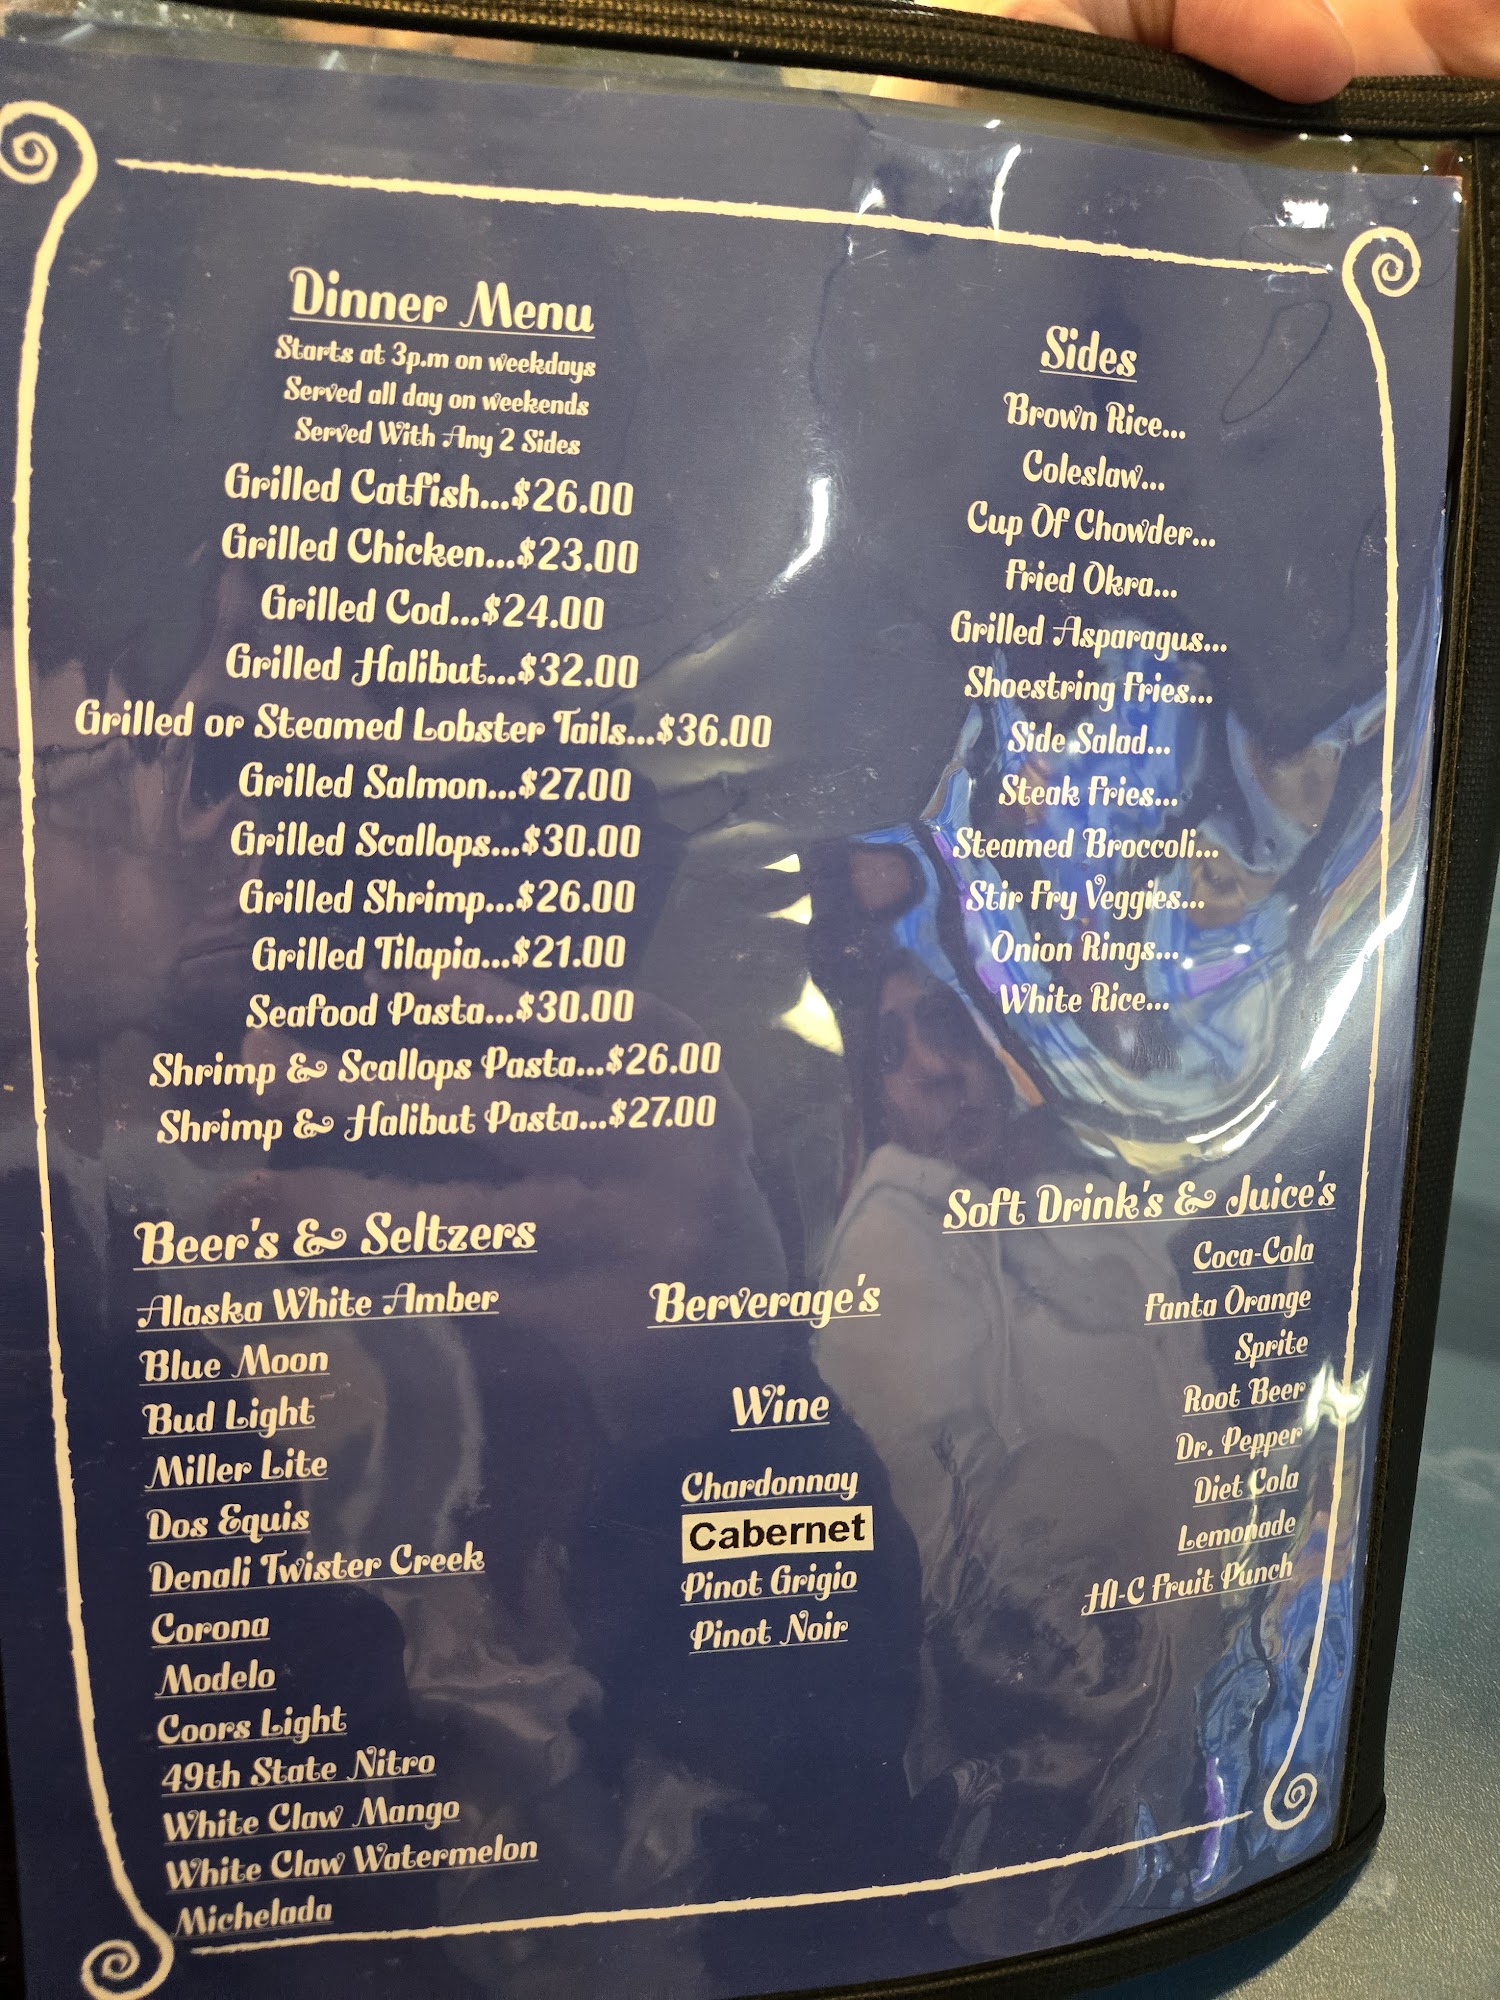 Dinner Menu
Starts at 3p.m on weekdays
Served all day on weekends
Served With Any 2 Sides
Grilled Catfish...$26.00
Grilled Chicken...$23.00
Grilled Cod...$24.00
Grilled Halibut...$32.00
Grilled or Steamed Lobster Tails...$36.00
Grilled Salmon...$27.00
Grilled Scallops...$30.00
Grilled Shrimp...$26.00
Grilled Tilapia...$21.00
Seafood Pasta...$30.00
Shrimp & Scallops Pasta...$26.00
Shrimp & Halibut Pasta...$27.00
Sides
Brown Rice...
Coleslaw...
Cup Of Chowder...
Fried Okra...
Grilled Asparagus...
Shoestring Fries...
Side Salad...
Steak Fries...
Steamed Broccoli...
Stir Fry Veggies...
Onion Rings...
White Rice...
Beer's & Seltzers
Alaska White Amber
Blue Moon
Bud Light
Miller Lite
Dos Equis
Denali Twister Creek
Corona
Modelo
Coors Light
49th State Nitro
White Claw Mango
White Claw Watermelon
Michelada
Berverage's
Wine
Chardonnay
Cabernet
Pinot Grigio
Pinot Noir
Soft Drink's & Juice's
Coca-Cola
Fanta Orange
Sprite
Root Beer
Dr. Pepper
Diet Cola
Lemonade
HI-C Fruit Punch